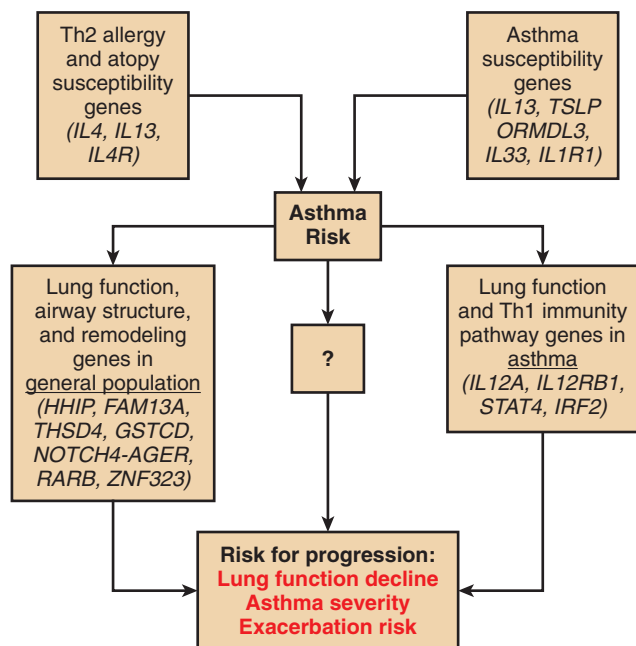 Th2 allergy
and atopy
susceptibility
genes
(IL4, IL13,
IL4R)
Asthma
susceptibility
genes
(IL13, TSLP
ORMDL3,
IL33, IL1R1)
Asthma
Risk
Lung function,
airway structure,
and remodeling
genes in
general population
(HHIP, FAM13A,
THSD4, GSTCD,
NOTCH4-AGER,
RARB, ZNF323)
?
Lung function
and Th1 immunity
pathway genes in
asthma
(IL12A, IL12RB1,
STAT4, IRF2)
Risk for progression:
Lung function decline
Asthma severity
Exacerbation risk